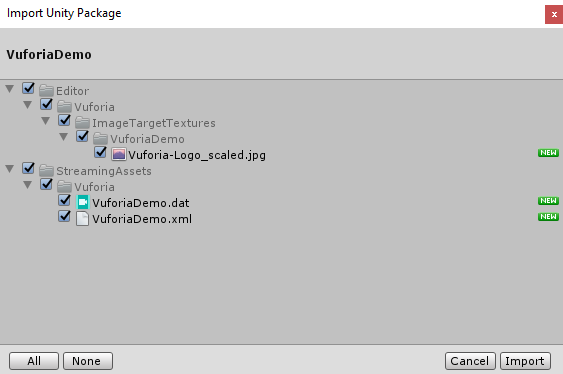 Import Unity Package
x
VuforiaDemo
Editor
Vuforia
ImageTargetTextures
VuforiaDemo
Vuforia-Logo_scaled.jpg NEW
StreamingAssets
Vuforia
VuforiaDemo.dat NEW
VuforiaDemo.xml NEW
All None Cancel Import